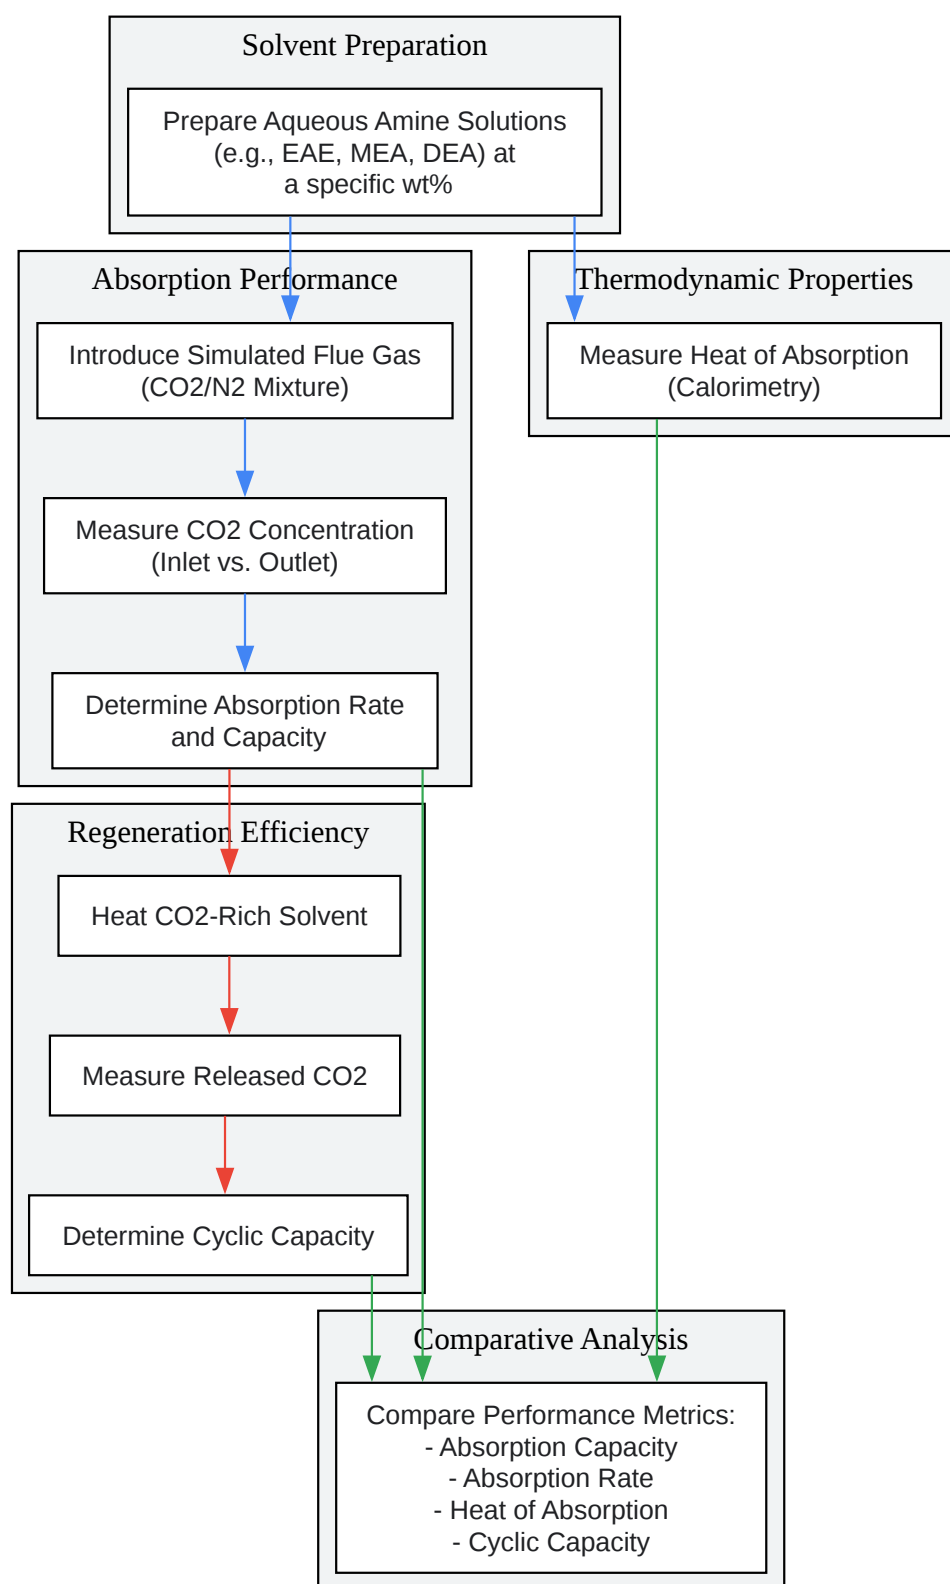 Solvent Preparation
Prepare Aqueous Amine Solutions
(e.g., EAE, MEA, DEA) at
a specific wt%
Absorption Performance
Introduce Simulated Flue Gas
(CO2/N2 Mixture)
Measure CO2 Concentration
(Inlet vs. Outlet)
Determine Absorption Rate
and Capacity
Thermodynamic Properties
Measure Heat of Absorption
(Calorimetry)
Regeneration Efficiency
Heat CO2-Rich Solvent
Measure Released CO2
Determine Cyclic Capacity
Comparative Analysis
Compare Performance Metrics:
- Absorption Capacity
- Absorption Rate
- Heat of Absorption
- Cyclic Capacity